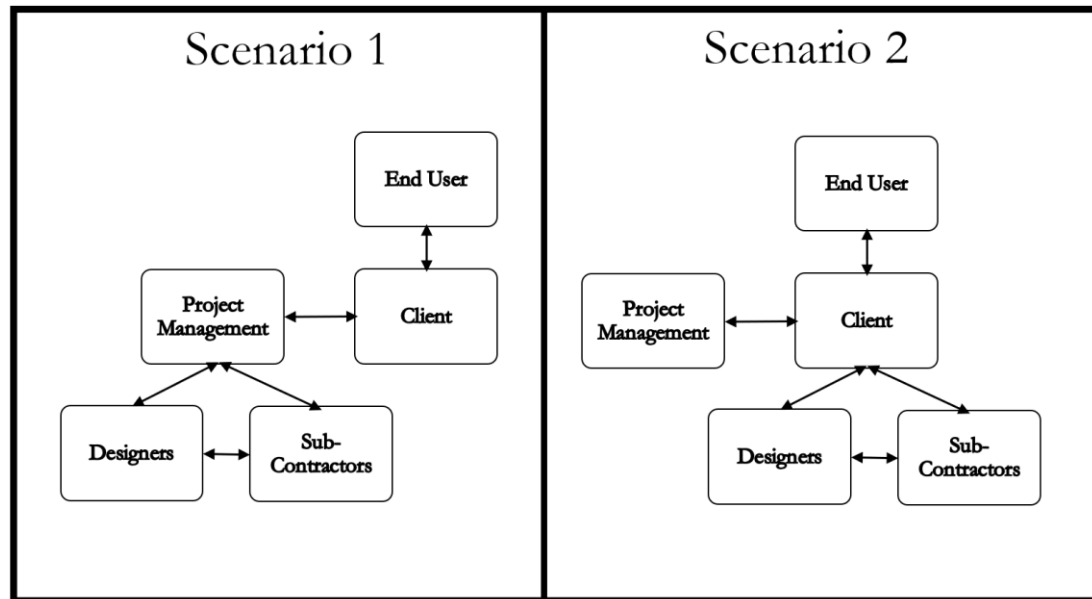 Scenario 1
End User
Project
Management
Client
Designers
Sub-
Contractors
Scenario 2
End User
Project
Management
Client
Designers
Sub-
Contractors